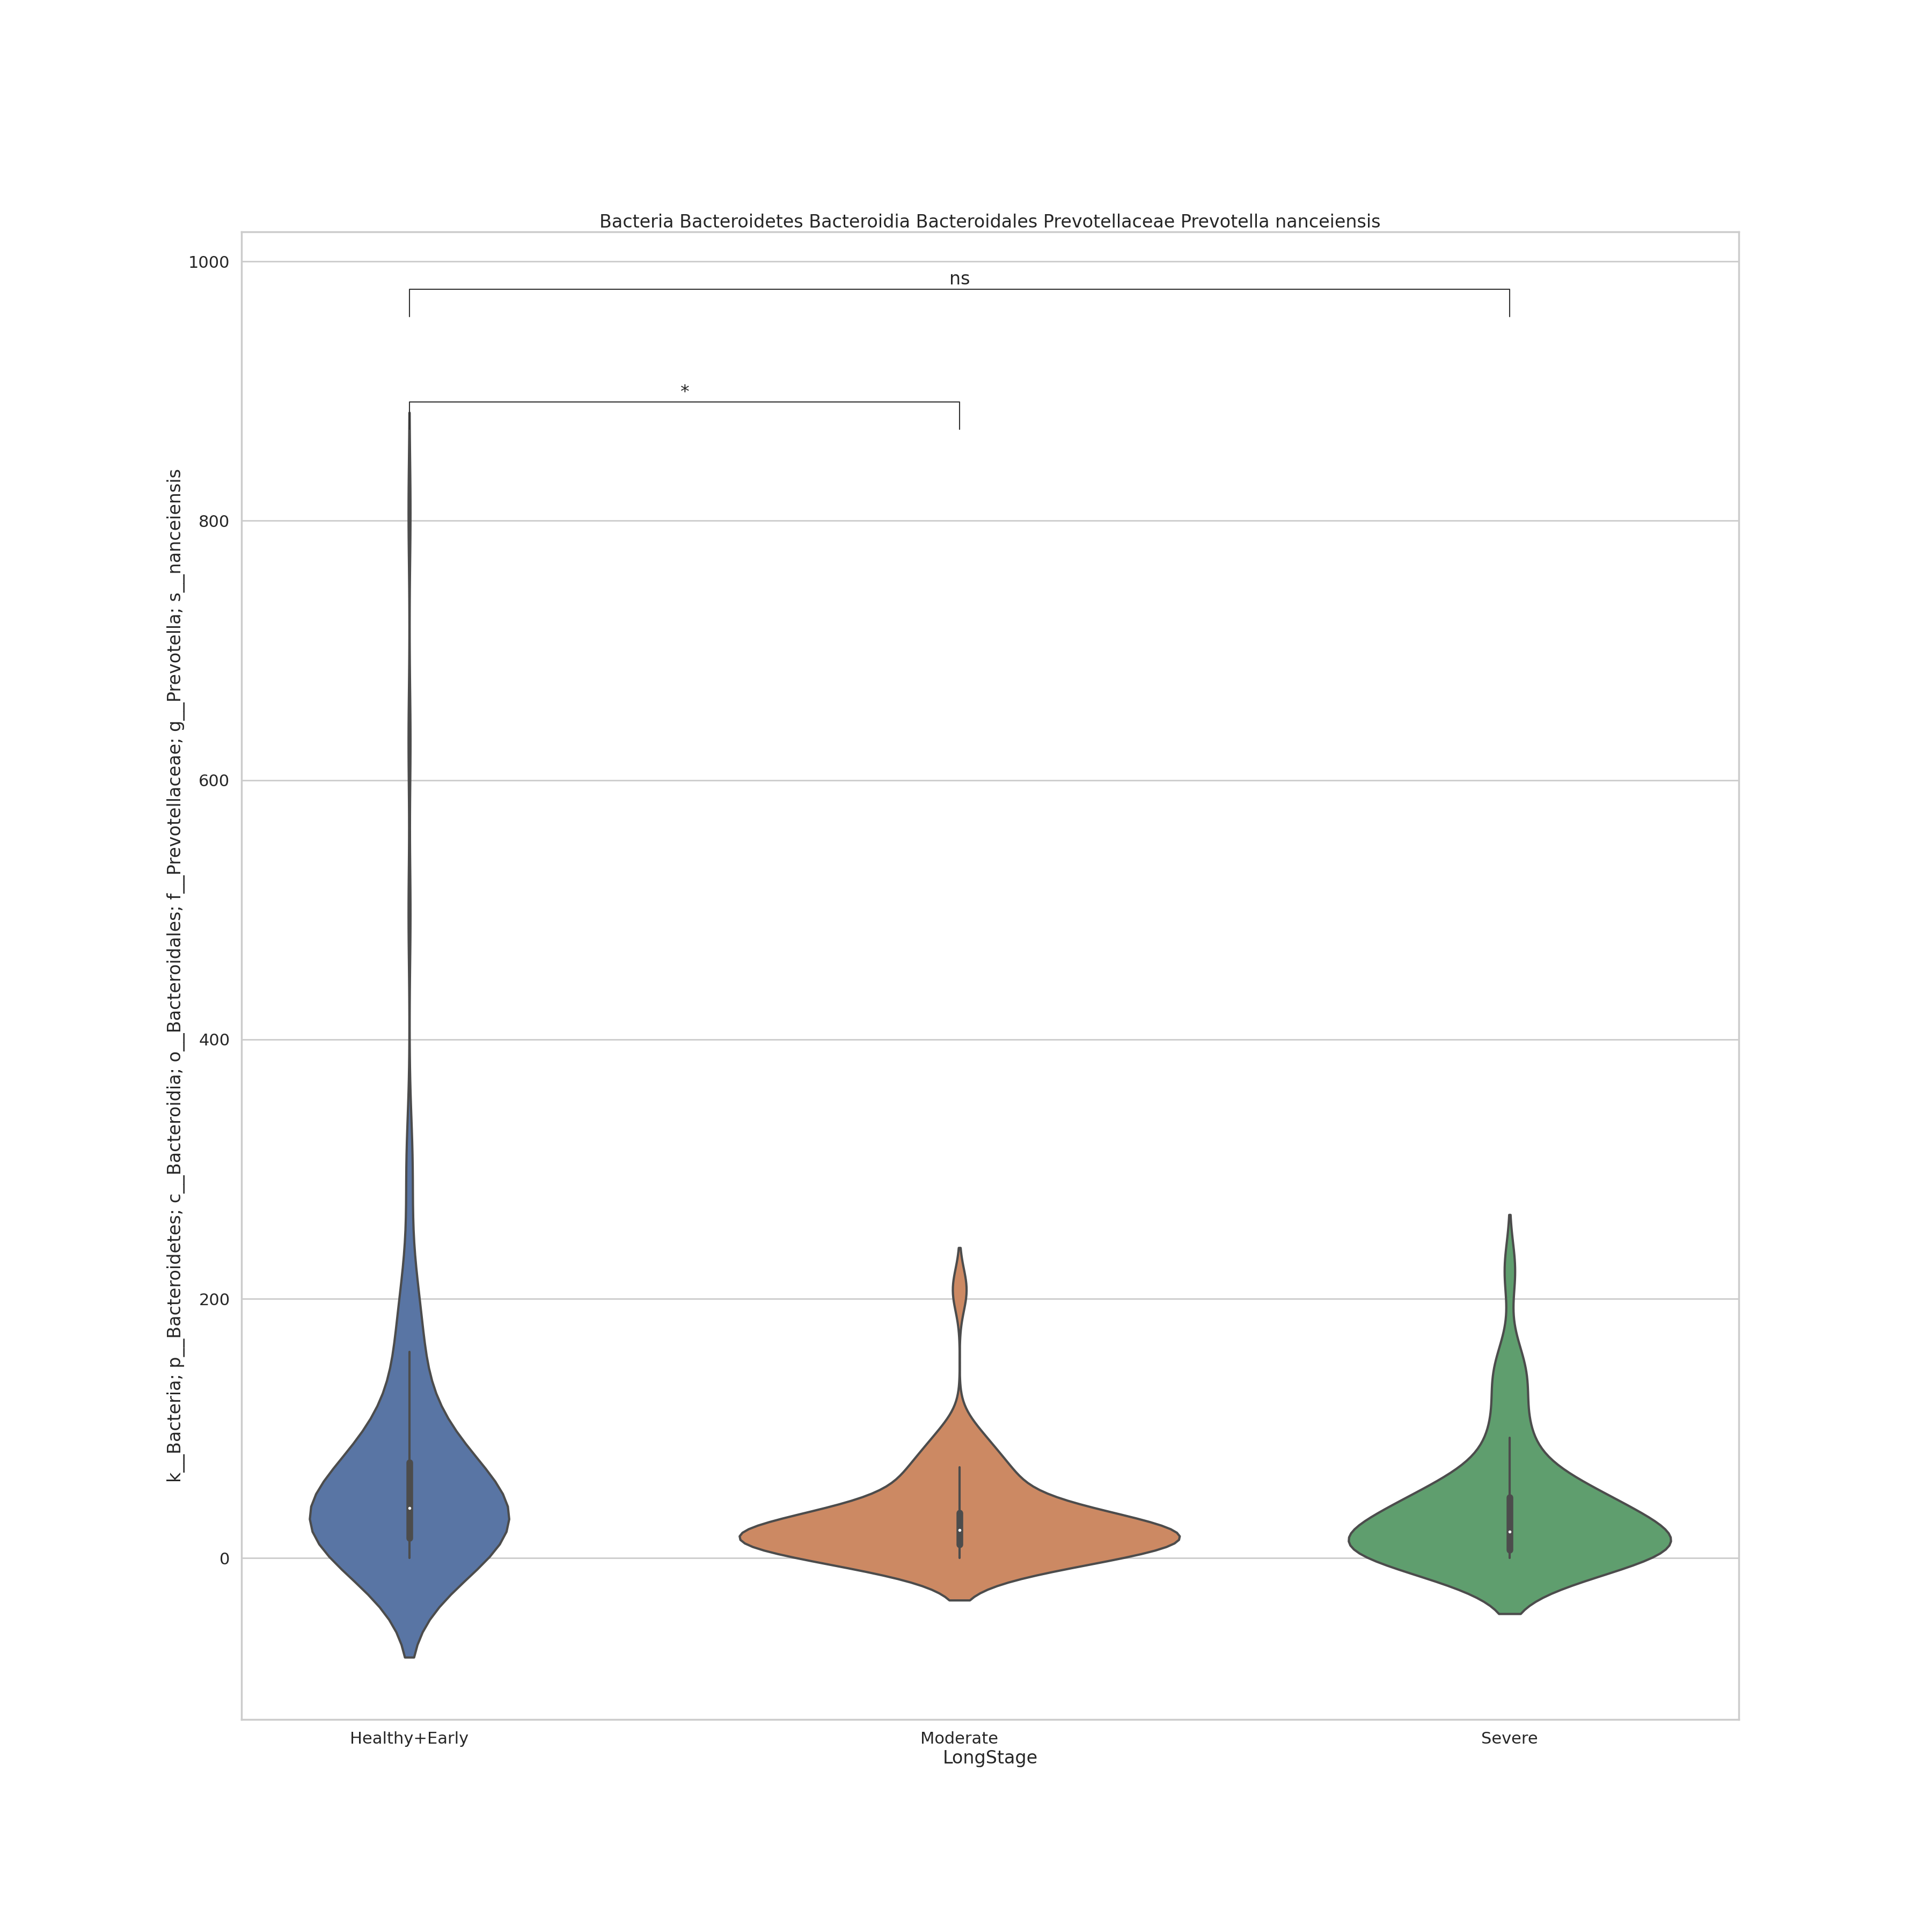 Bacteria Bacteroidetes Bacteroidia Bacteroidales Prevotellaceae Prevotella nanceiensis
k__Bacteria; p__Bacteroidetes; c__Bacteroidia; o__Bacteroidales; f__Prevotellaceae; g__Prevotella; s__nanceiensis
1000
800
600
400
200
0
ns
*
Healthy+Early
Moderate
Severe
LongStage